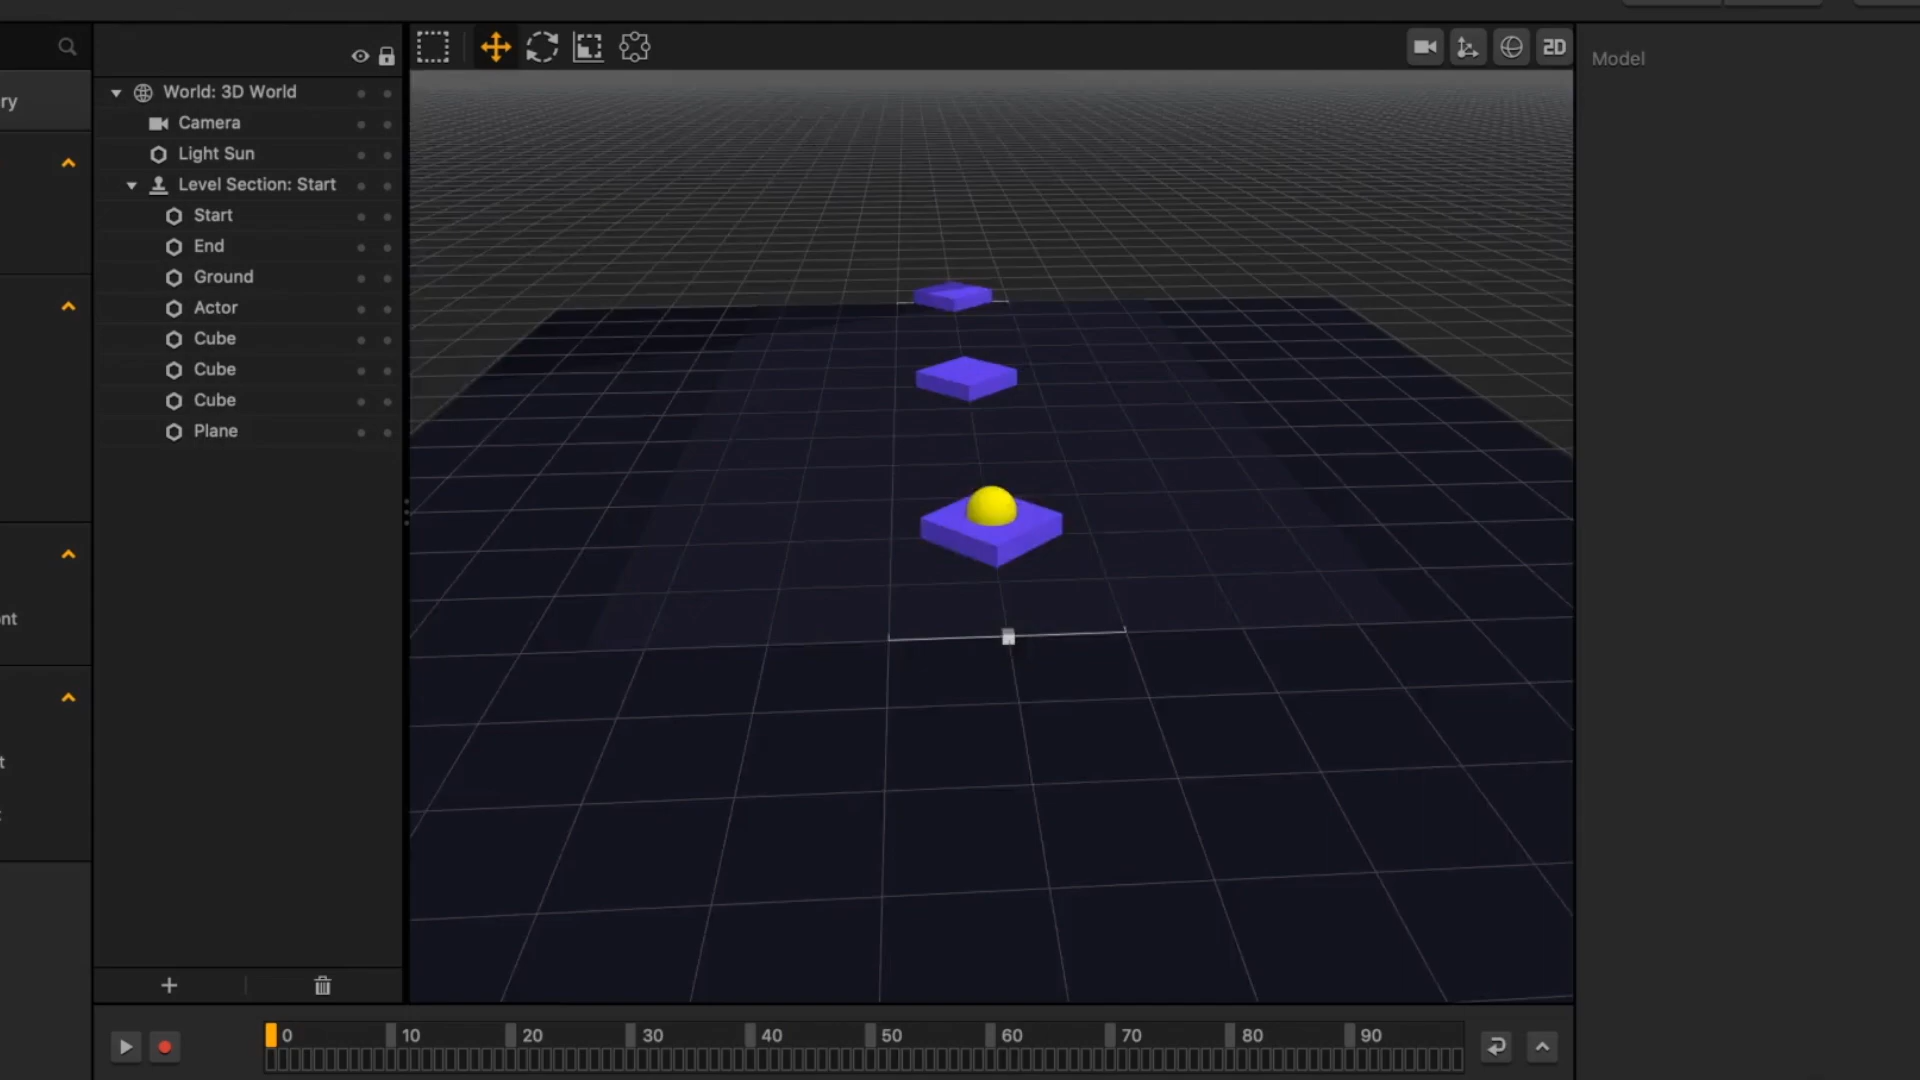 2D
Model
ry
World: 3D World
Camera
Light Sun
Level Section: Start
Start
End
Ground
Actor
Cube
Cube
Cube
Plane
nt
t
0 10 20 30 40 50 60 70 80 90